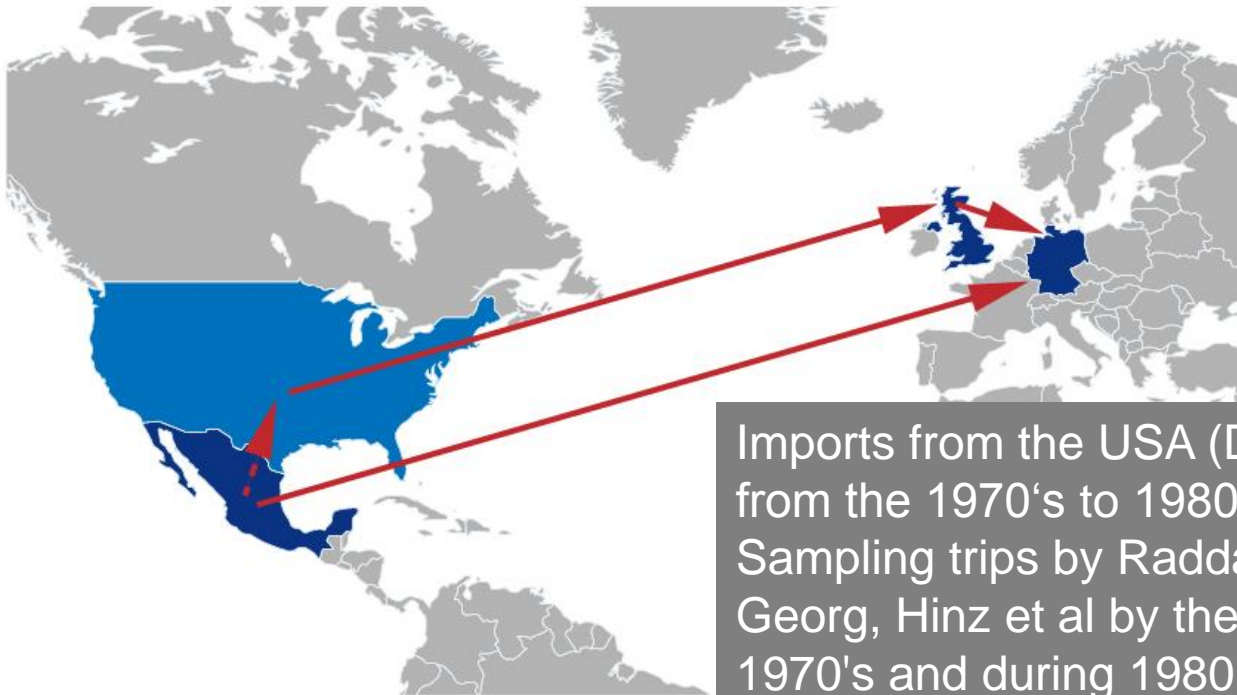 Imports from the USA (D
from the 1970‘s to 1980
Sampling trips by Radda
Georg, Hinz et al by the
1970's and during 1980